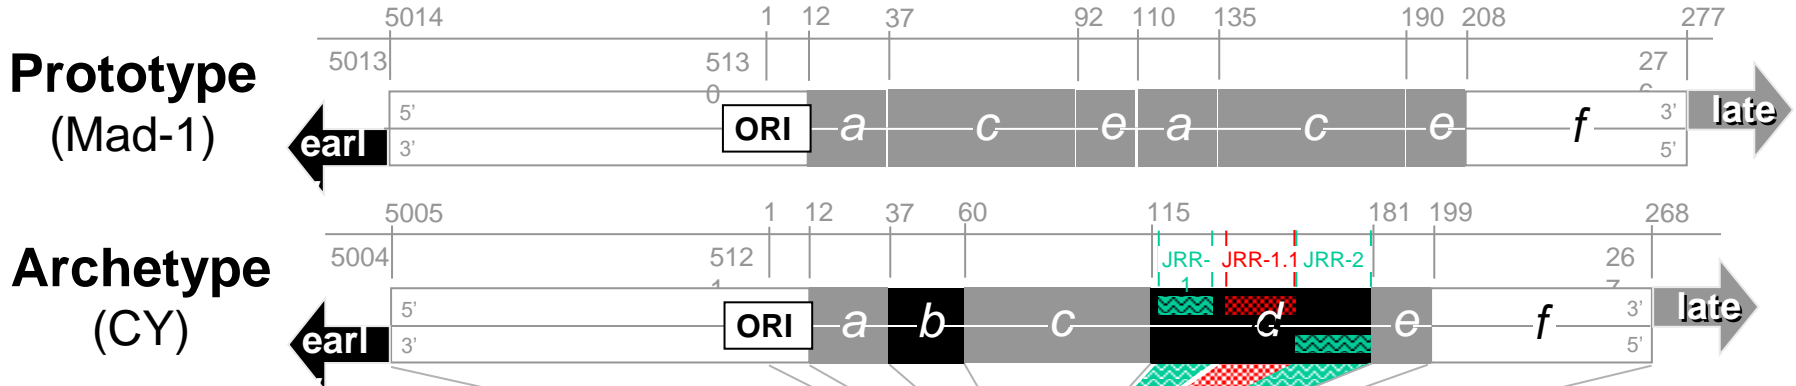 5014 1 12 37 92 110 135 190 208 277
Prototype
(Mad-1)
5013 513
0
27
earl
5’
3’
ORI a c e a c e f
3’
5’
late
5005 1 12 37 60 115 181 199 268
Archetype
(CY)
5004 512
JRR-
1
JRR-1.1 JRR-2
26
earl
5’
3’
ORI a b c d e f
3’
5’
late